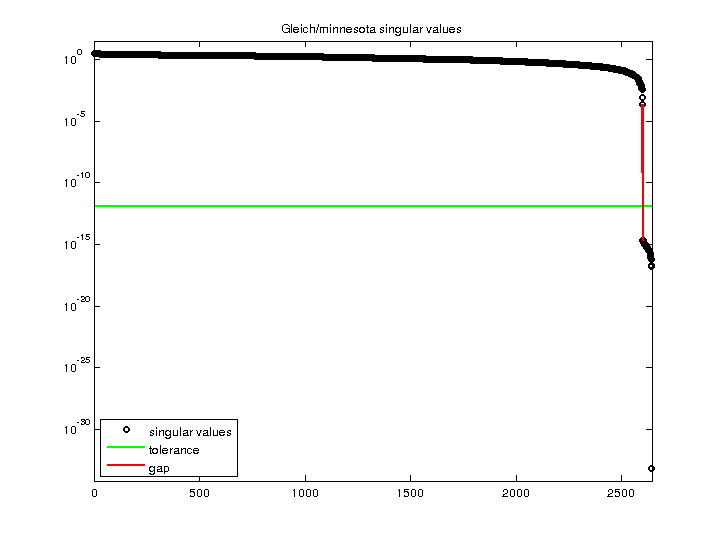 Gleich/minnesota singular values
10^0
10^-5
10^-10
10^-15
10^-20
10^-25
10^-30
singular values
tolerance
gap
0 500 1000 1500 2000 2500